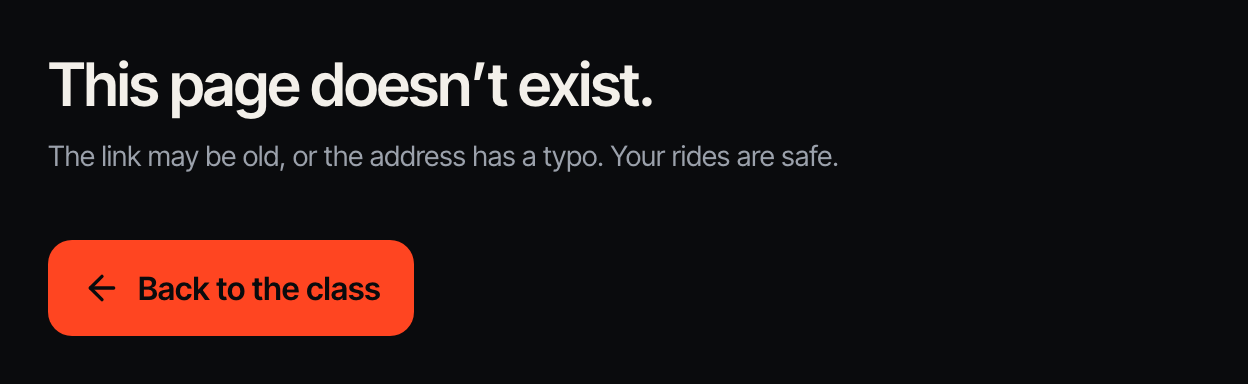 This page doesn’t exist.
The link may be old, or the address has a typo. Your rides are safe.
Back to the class